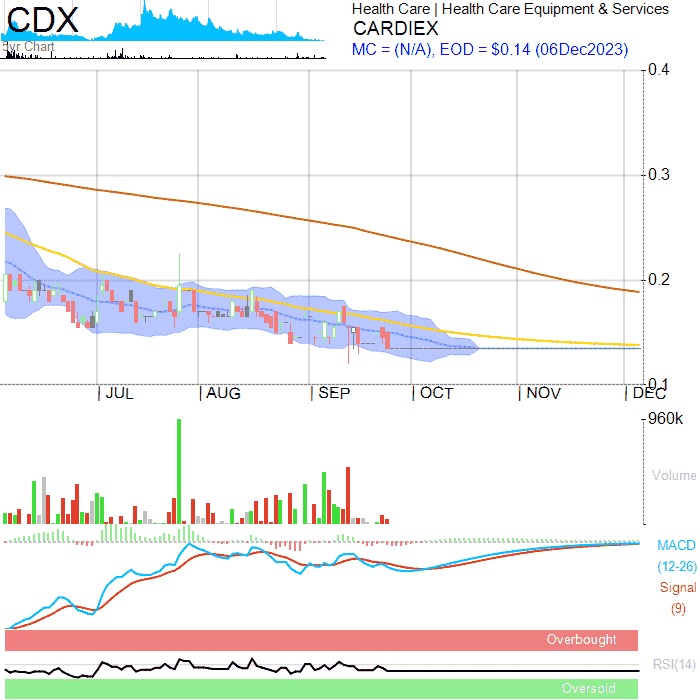 CDX
Health Care | Health Care Equipment & Services
CARDIEX
5yr Chart
MC = (N/A), EOD = $0.14 (06Dec2023)
0.4
0.3
0.2
0.1
JUL
AUG
SEP
OCT
NOV
DEC
960k
Volume
MACD
(12-26)
Signal
(9)
Overbought
RSI(14)
Oversold